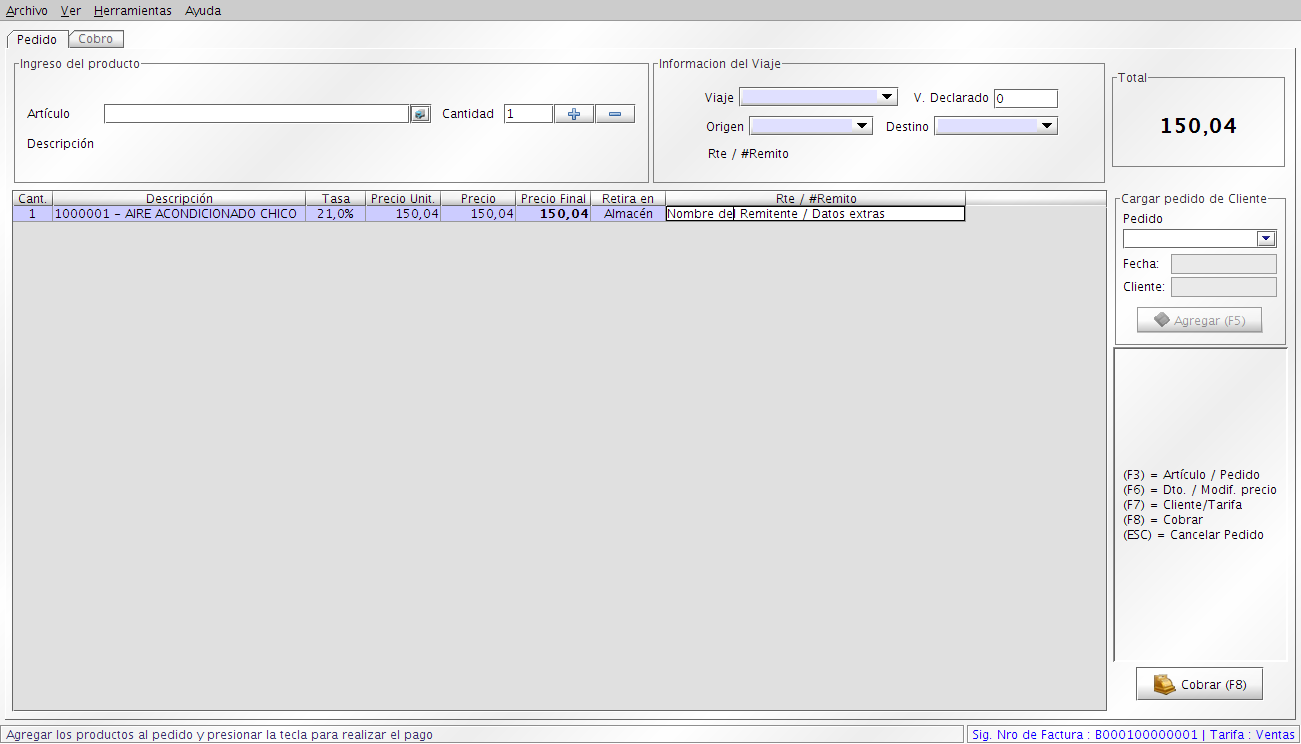 Archivo Ver Herramientas Ayuda
Pedido Cobro
Ingreso del producto
Artículo Cantidad 1
Descripción
Informacion del Viaje
Viaje V. Declarado 0
Origen Destino
Rte / #Remito
Total
150,04
Cant. Descripción Tasa Precio Unit. Precio Precio Final Retira en Rte / #Remito
1 1000001 - AIRE ACONDICIONADO CHICO 21,0% 150,04 150,04 150,04 Almacén Nombre del Remitente / Datos extras
Cargar pedido de Cliente
Pedido
Fecha:
Cliente:
Agregar (F5)
(F3) = Artículo / Pedido
(F6) = Dto. / Modif. precio
(F7) = Cliente/Tarifa
(F8) = Cobrar
(ESC) = Cancelar Pedido
Cobrar (F8)
Agregar los productos al pedido y presionar la tecla para realizar el pago
Sig. Nro de Factura : B000100000001 | Tarifa : Ventas